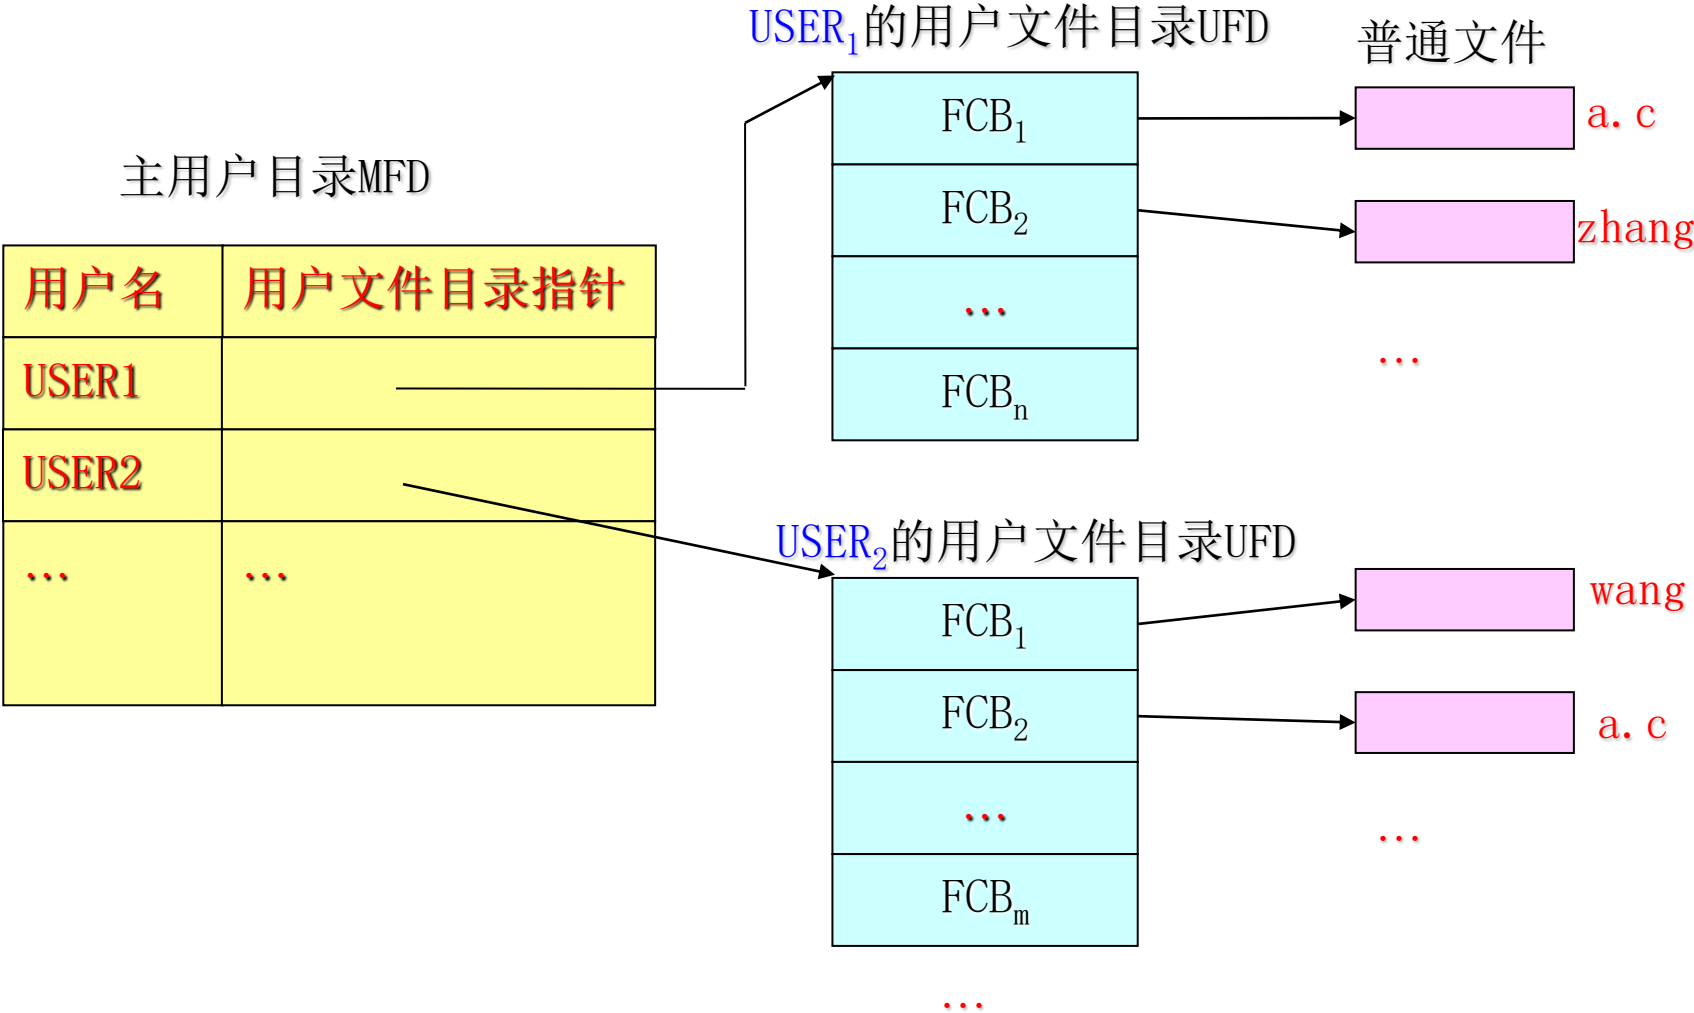 USER₁的用户文件目录UFD
普通文件
FCB₁
a.c
主用户目录MFD
FCB₂
zhang
用户名
用户文件目录指针
...
USER1
...
FCBₙ
USER2
USER₂的用户文件目录UFD
...
...
FCB₁
wang
FCB₂
a.c
...
...
FCBₘ
...